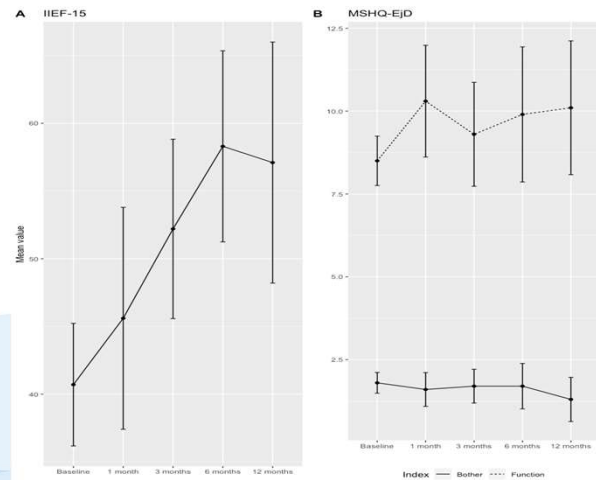 A IIEF-15
Mean value
60
50
40
Baseline 1 month 3 months 6 months 12 months
B MSHQ-EjD
12.5
10.0
7.5
5.0
2.5
Baseline 1 month 3 months 6 months 12 months
Index Bother Function